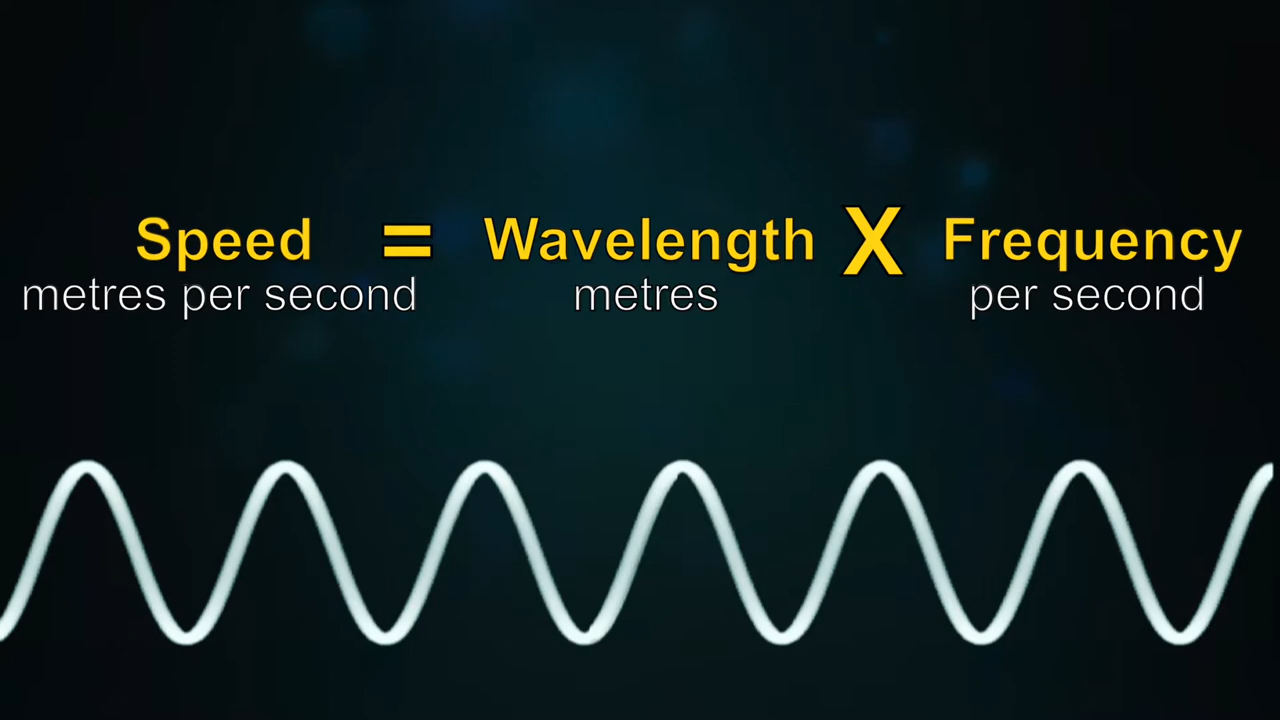 Speed = Wavelength X Frequency
metres per second metres per second